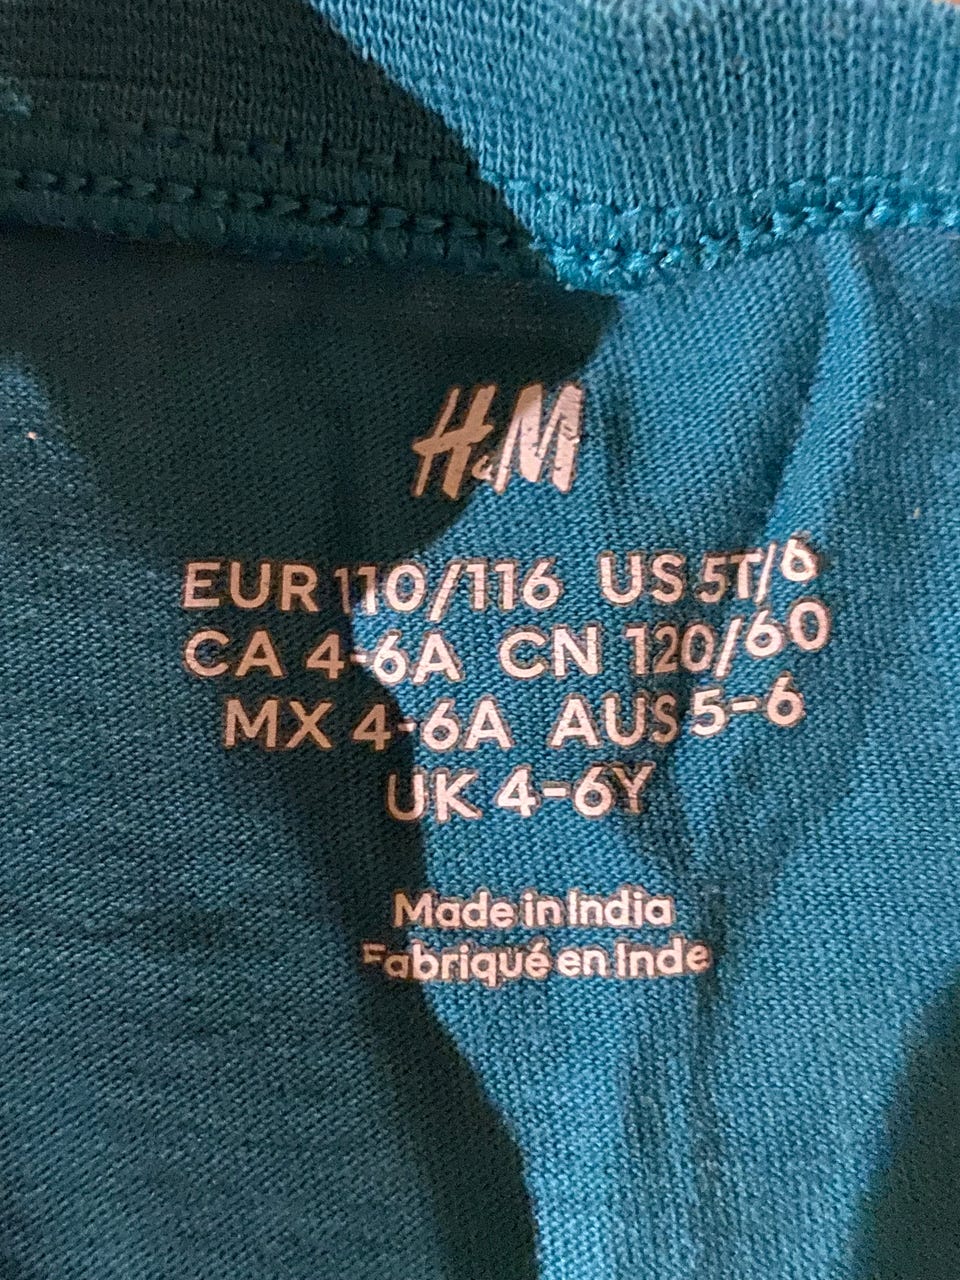 H&M
EUR 110/116 US 5T/6
CA 4-6A CN 120/60
MX 4-6A AUS 5-6
UK 4-6Y
Made in India
Fabriqué en Inde